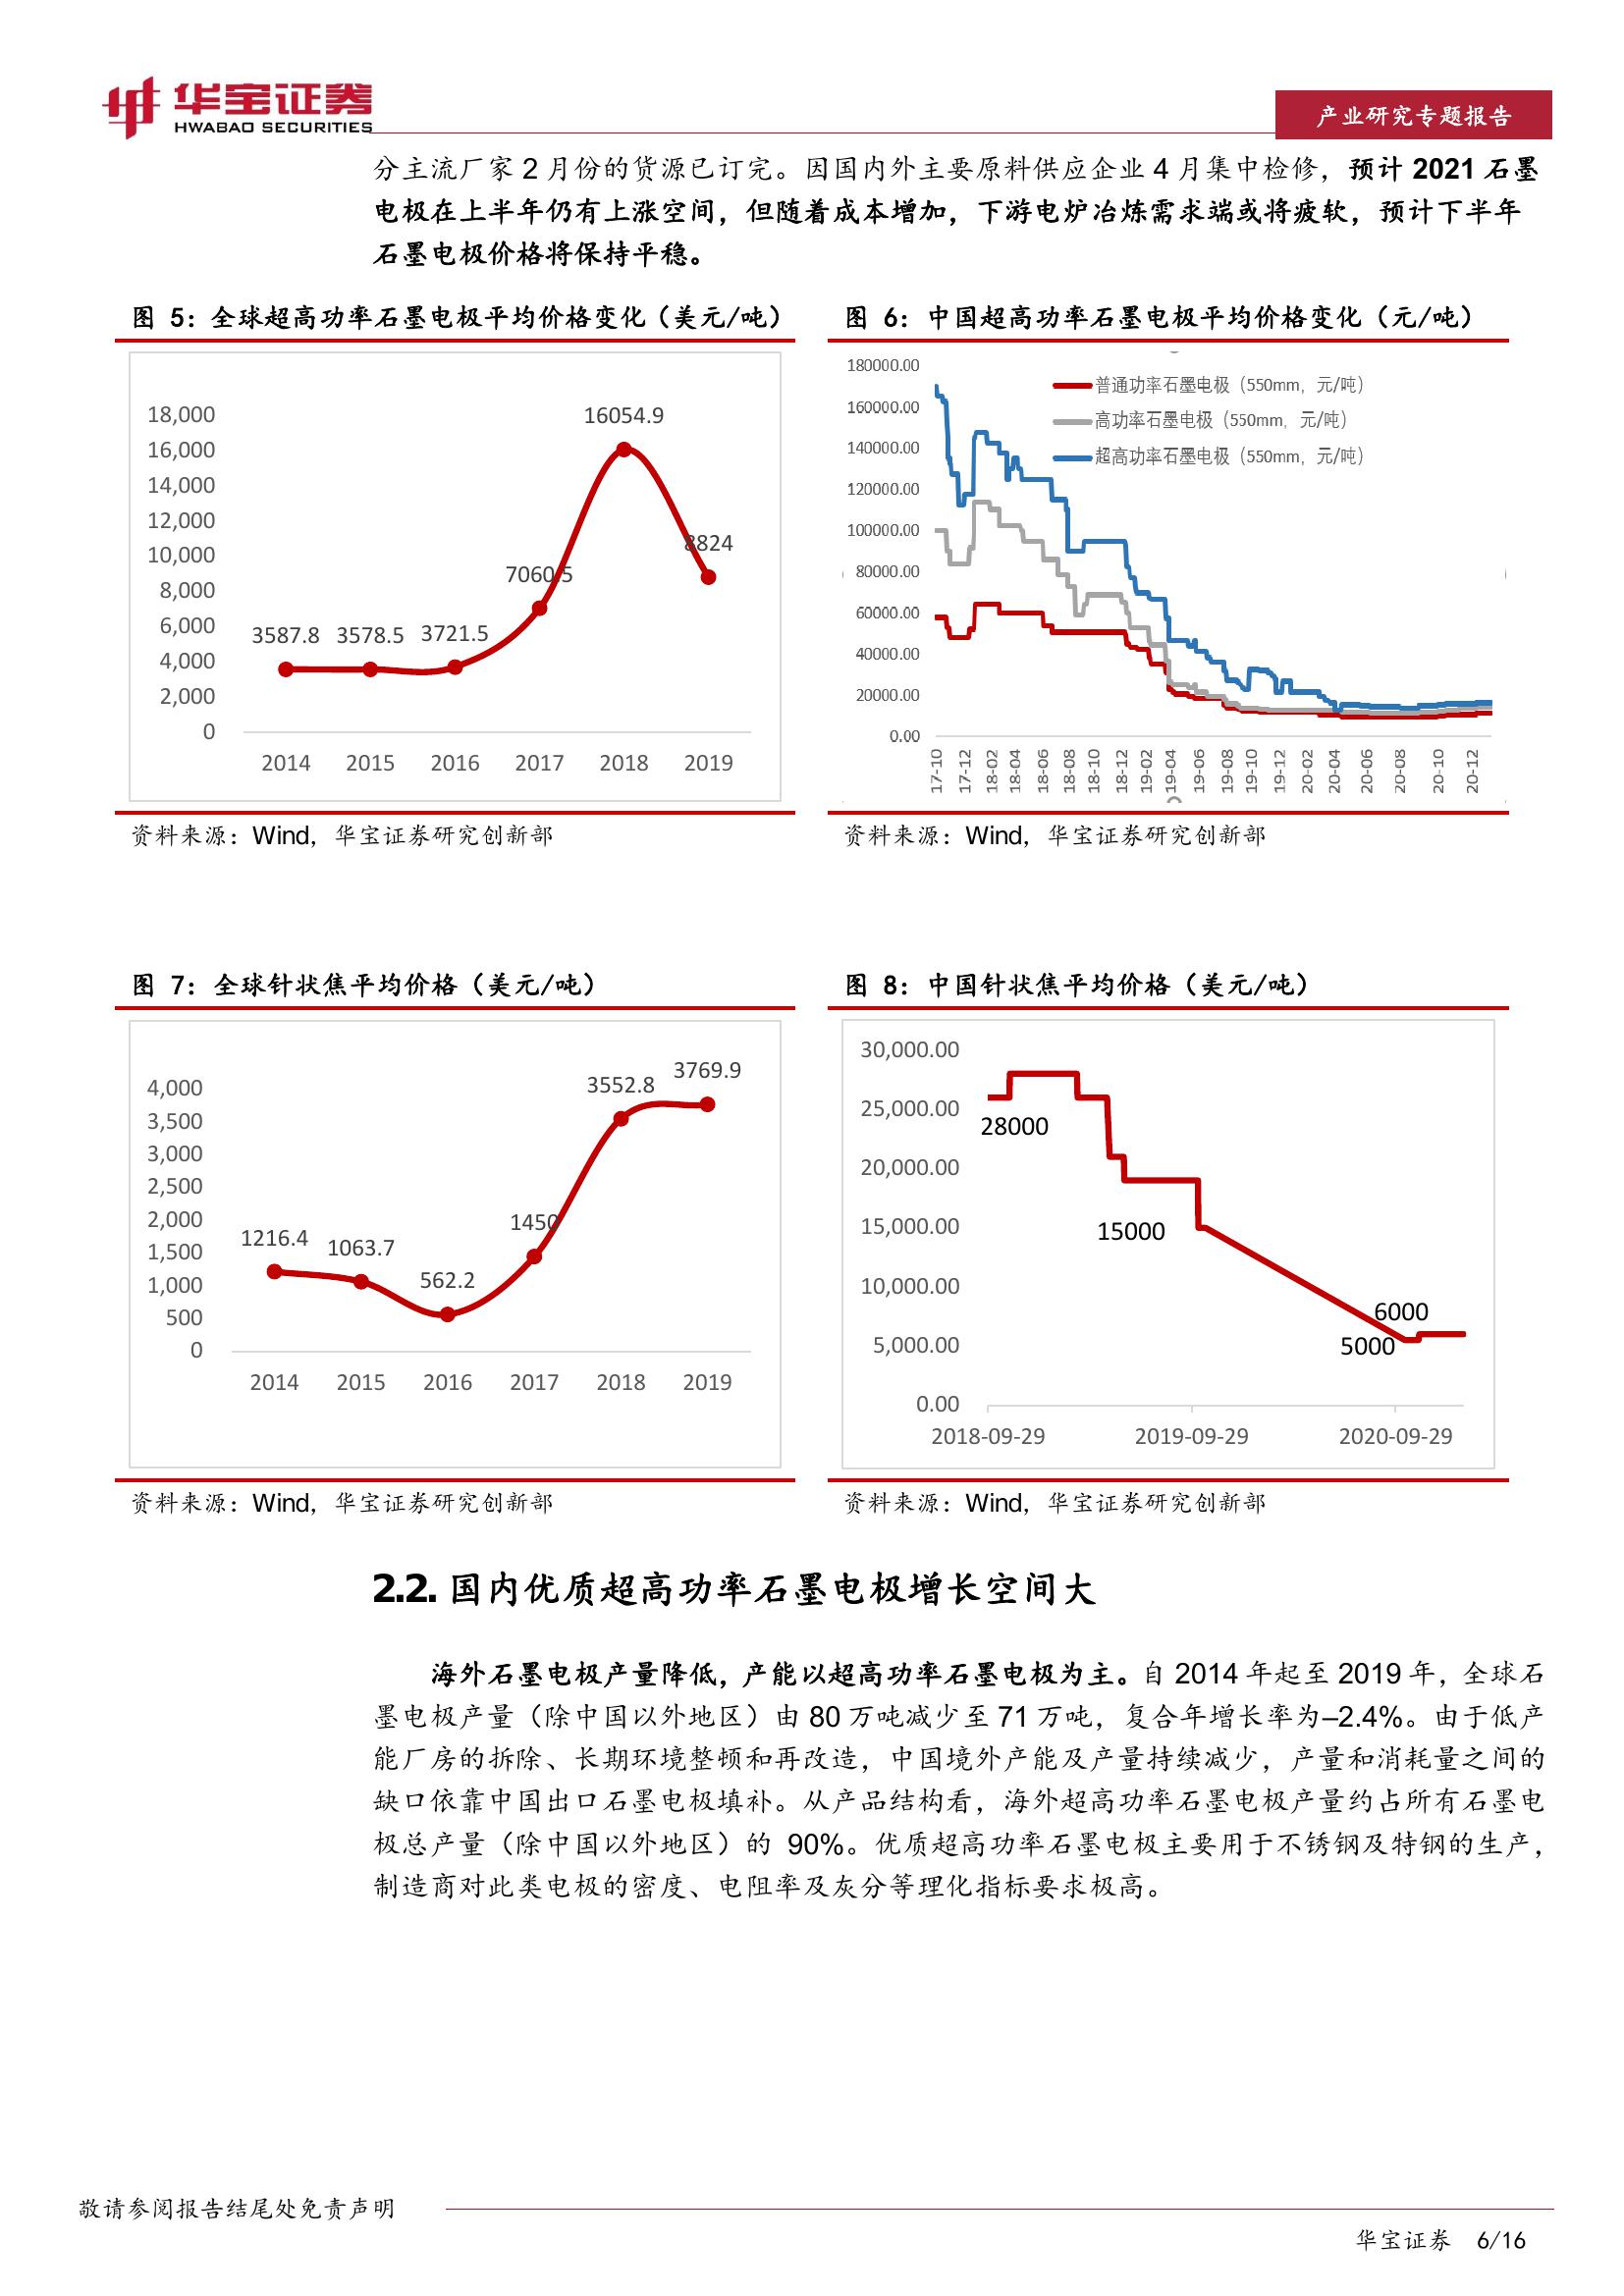 华宝证券
HWABAO SECURITIES
产业研究专题报告
分主流厂家 2 月份的货源已订完。因国内外主要原料供应企业 4 月集中检修，预计 2021 石墨
电极在上半年仍有上涨空间，但随着成本增加，下游电炉冶炼需求端或将疲软，预计下半年
石墨电极价格将保持平稳。
图 5：全球超高功率石墨电极平均价格变化（美元/吨）
18,000
16,000
14,000
12,000
10,000
8,000
6,000
4,000
2,000
0
3587.8
3578.5
3721.5
7060.5
16054.9
8824
2014 2015 2016 2017 2018 2019
资料来源：Wind，华宝证券研究创新部
图 6：中国超高功率石墨电极平均价格变化（元/吨）
180000.00
160000.00
140000.00
120000.00
100000.00
80000.00
60000.00
40000.00
20000.00
0.00
普通功率石墨电极（550mm，元/吨）
高功率石墨电极（550mm，元/吨）
超高功率石墨电极（550mm，元/吨）
17-10 17-12 18-02 18-04 18-06 18-08 18-10 18-12 19-02 19-04 19-06 19-08 19-10 19-12 20-02 20-04 20-06 20-08 20-10 20-12
资料来源：Wind，华宝证券研究创新部
图 7：全球针状焦平均价格（美元/吨）
4,000
3,500
3,000
2,500
2,000
1,500
1,000
500
0
1216.4
1063.7
562.2
1450
3552.8
3769.9
2014 2015 2016 2017 2018 2019
资料来源：Wind，华宝证券研究创新部
图 8：中国针状焦平均价格（美元/吨）
30,000.00
25,000.00
20,000.00
15,000.00
10,000.00
5,000.00
0.00
28000
15000
6000
5000
2018-09-29 2019-09-29 2020-09-29
资料来源：Wind，华宝证券研究创新部
2.2. 国内优质超高功率石墨电极增长空间大
海外石墨电极产量降低，产能以超高功率石墨电极为主。自 2014 年起至 2019 年，全球石
墨电极产量（除中国以外地区）由 80 万吨减少至 71 万吨，复合年增长率为–2.4%。由于低产
能厂房的拆除、长期环境整顿和再改造，中国境外产能及产量持续减少，产量和消耗量之间的
缺口依靠中国出口石墨电极填补。从产品结构看，海外超高功率石墨电极产量约占所有石墨电
极总产量（除中国以外地区）的 90%。优质超高功率石墨电极主要用于不锈钢及特钢的生产，
制造商对此类电极的密度、电阻率及灰分等理化指标要求极高。
敬请参阅报告结尾处免责声明
华宝证券 6/16